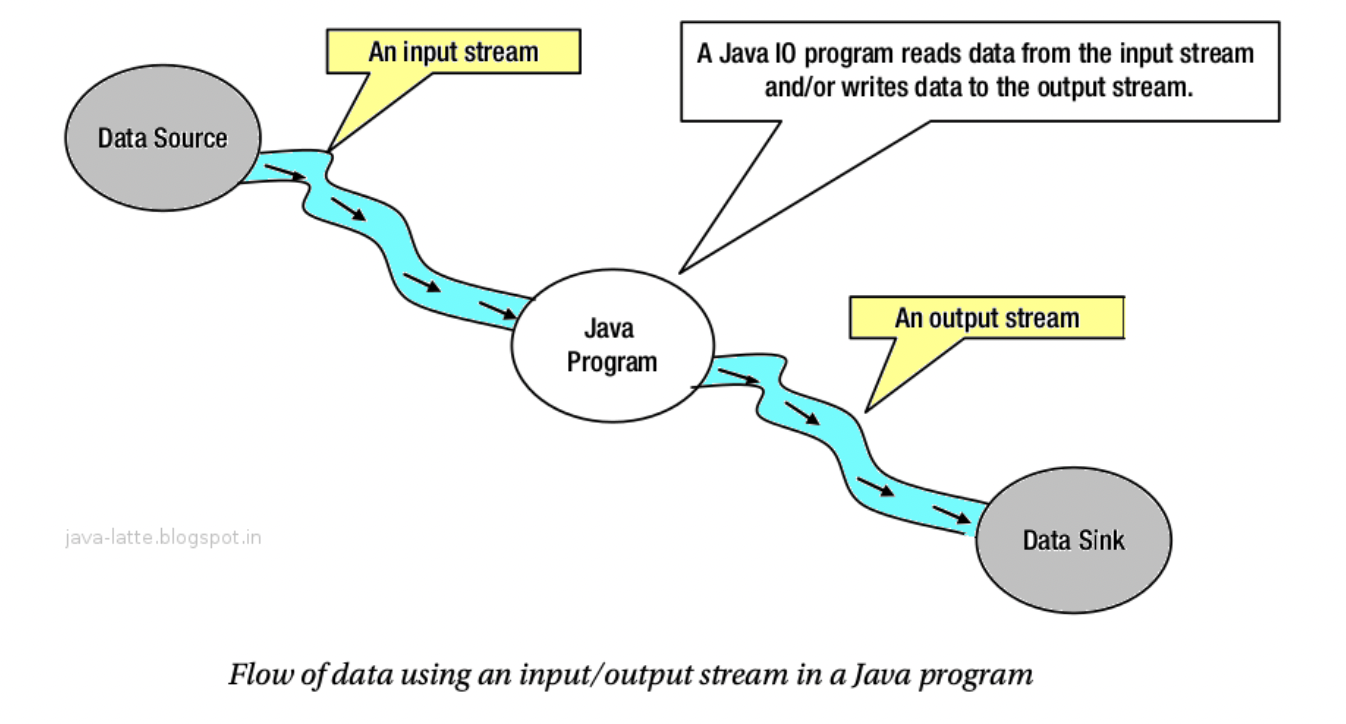 An input stream
A Java IO program reads data from the input stream
and/or writes data to the output stream.
Data Source
An output stream
Java
Program
Data Sink
java-latte.blogspot.in
Flow of data using an input/output stream in a Java program